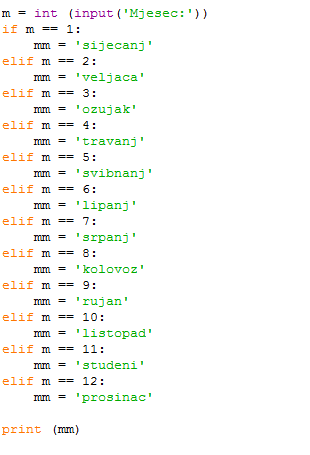 m = int (input('Mjesec:'))
if m == 1:
    mm = 'sijecanj'
elif m == 2:
    mm = 'veljaca'
elif m == 3:
    mm = 'ozujak'
elif m == 4:
    mm = 'travanj'
elif m == 5:
    mm = 'svibnanj'
elif m == 6:
    mm = 'lipanj'
elif m == 7:
    mm = 'srpanj'
elif m == 8:
    mm = 'kolovoz'
elif m == 9:
    mm = 'rujan'
elif m == 10:
    mm = 'listopad'
elif m == 11:
    mm = 'studeni'
elif m == 12:
    mm = 'prosinac'
print (mm)